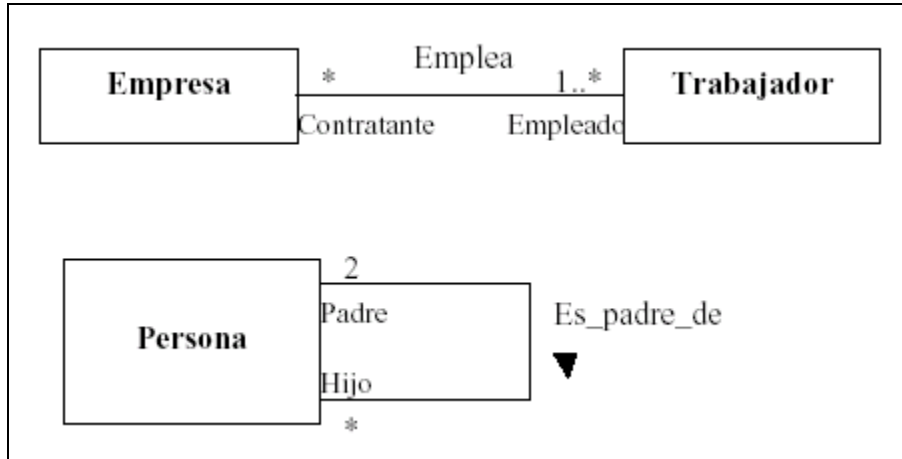 Emplea
Empresa * 1..* Trabajador
Contratante Empleado
2
Padre
Es_padre_de
Persona
Hijo
*